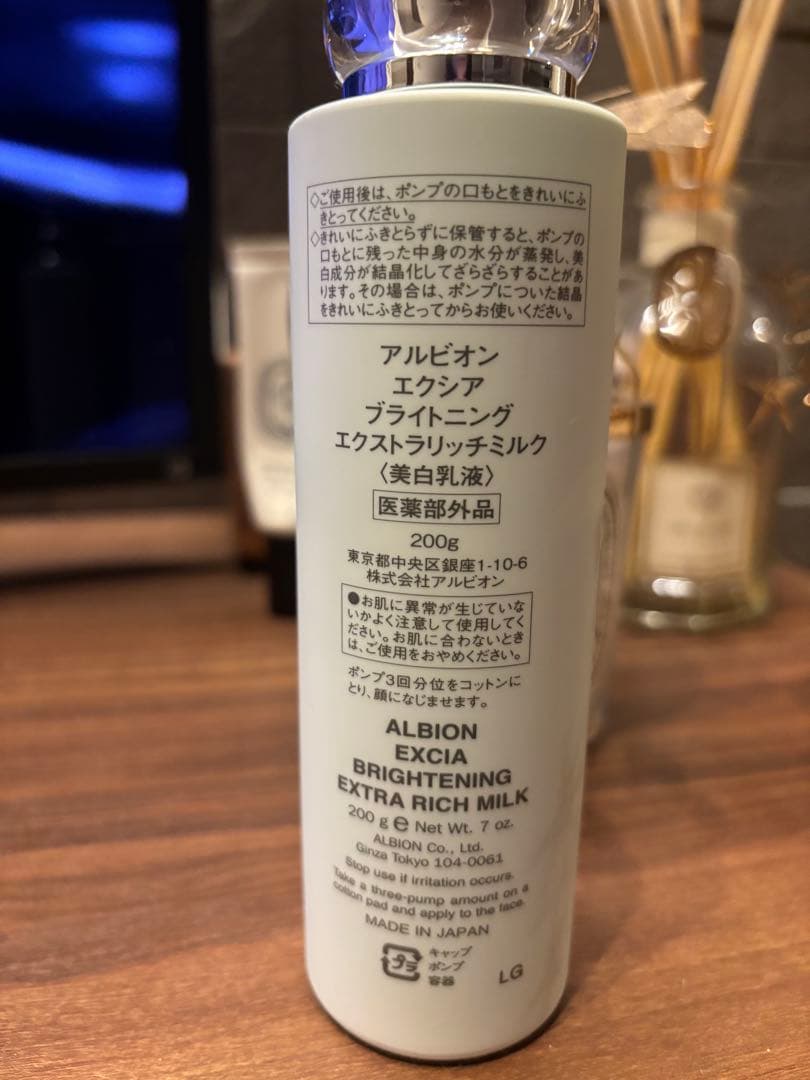 ◇ご使用後は、ポンプの口もとをきれいにふ
きとってください。
◇きれいにふきとらずに保管すると、ポンプの
口もとに残った中身の水分が蒸発し、美
白成分が結晶化してざらざらすることがあ
ります。その場合は、ポンプについた結晶
をきれいにふきとってからお使いください。
アルビオン
エクシア
ブライトニング
エクストラリッチミルク
〈美白乳液〉
医薬部外品
200g
東京都中央区銀座1-10-6
株式会社アルビオン
●お肌に異常が生じていな
いかよく注意して使用してく
ださい。お肌に合わないとき
は、ご使用をおやめください。
ポンプ3回分位をコットンに
とり、顔になじませます。
ALBION
EXCIA
BRIGHTENING
EXTRA RICH MILK
200 g e Net Wt. 7 oz.
ALBION Co., Ltd.
Ginza Tokyo 104-0061
Stop use if irritation occurs.
Take a three-pump amount on a
cotton pad and apply to the face.
MADE IN JAPAN
プラ
キャップ
ポンプ
容器
LG